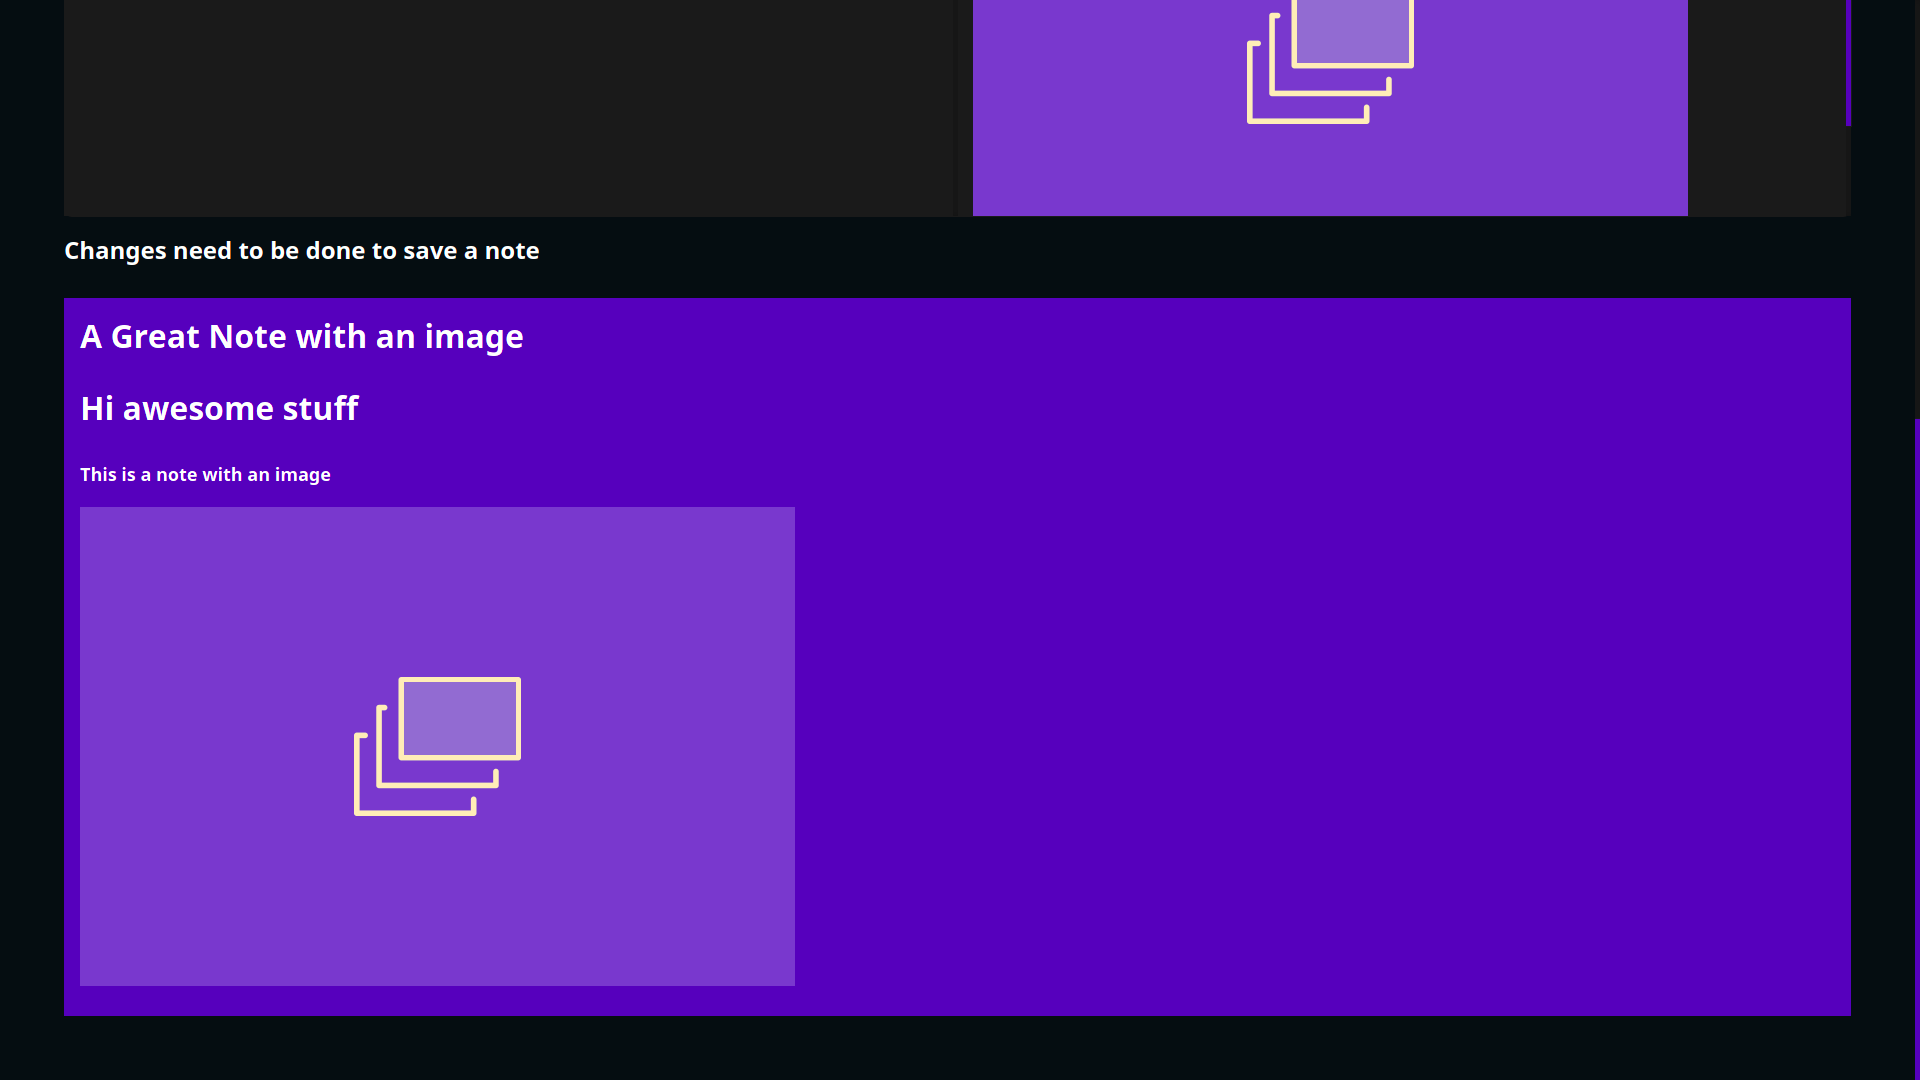 Changes need to be done to save a note
A Great Note with an image
Hi awesome stuff
This is a note with an image